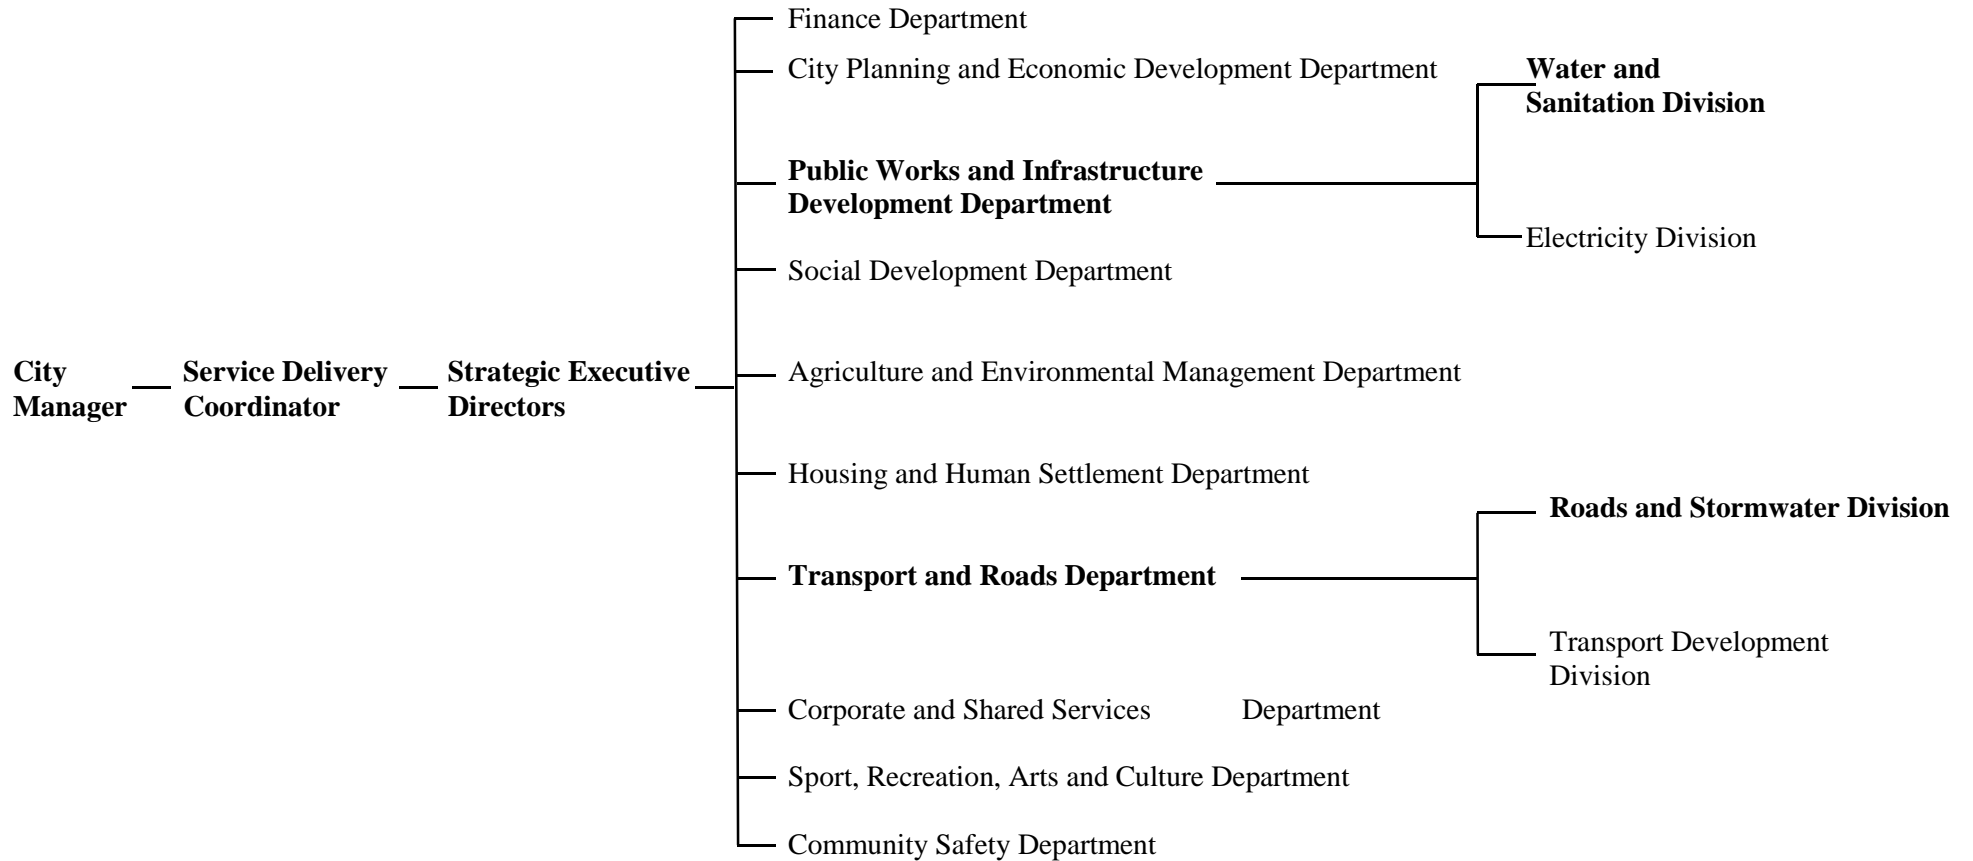 Finance Department
City Planning and Economic Development Department
Water and
Sanitation Division
Public Works and Infrastructure
Development Department
Electricity Division
Social Development Department
City
Manager
Service Delivery
Coordinator
Strategic Executive
Directors
Agriculture and Environmental Management Department
Housing and Human Settlement Department
Roads and Stormwater Division
Transport and Roads Department
Transport Development
Division
Corporate and Shared Services Department
Sport, Recreation, Arts and Culture Department
Community Safety Department